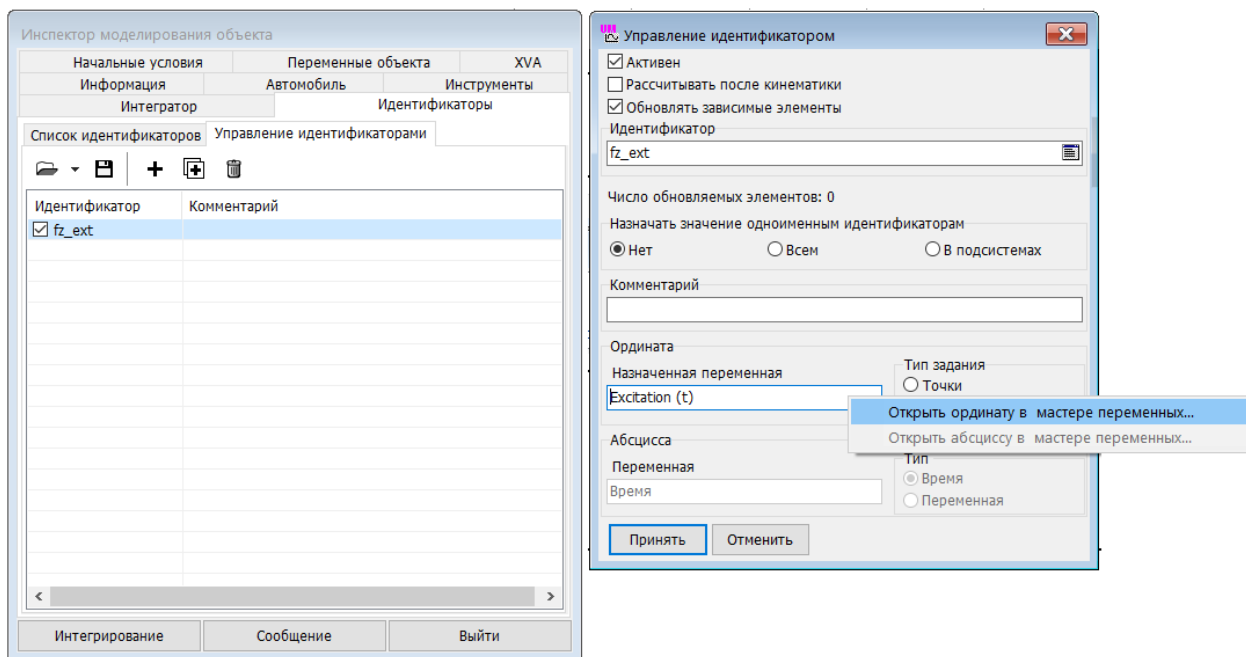 Инспектор моделирования объекта
Начальные условия Переменные объекта XVA
Информация Автомобиль Инструменты
Интегратор Идентификаторы
Список идентификаторов Управление идентификаторами
Идентификатор Комментарий
fz_ext
Интегрирование Сообщение Выйти
UM Управление идентификатором
Активен
Рассчитывать после кинематики
Обновлять зависимые элементы
Идентификатор
fz_ext
Число обновляемых элементов: 0
Назначать значение одноименным идентификаторам
Нет Всем В подсистемах
Комментарий
Ордината
Назначенная переменная
Тип задания
Точки
Excitation (t)
Открыть ординату в мастере переменных...
Открыть абсциссу в мастере переменных...
Абсцисса
Переменная
Время
Тип
Время
Переменная
Принять Отменить